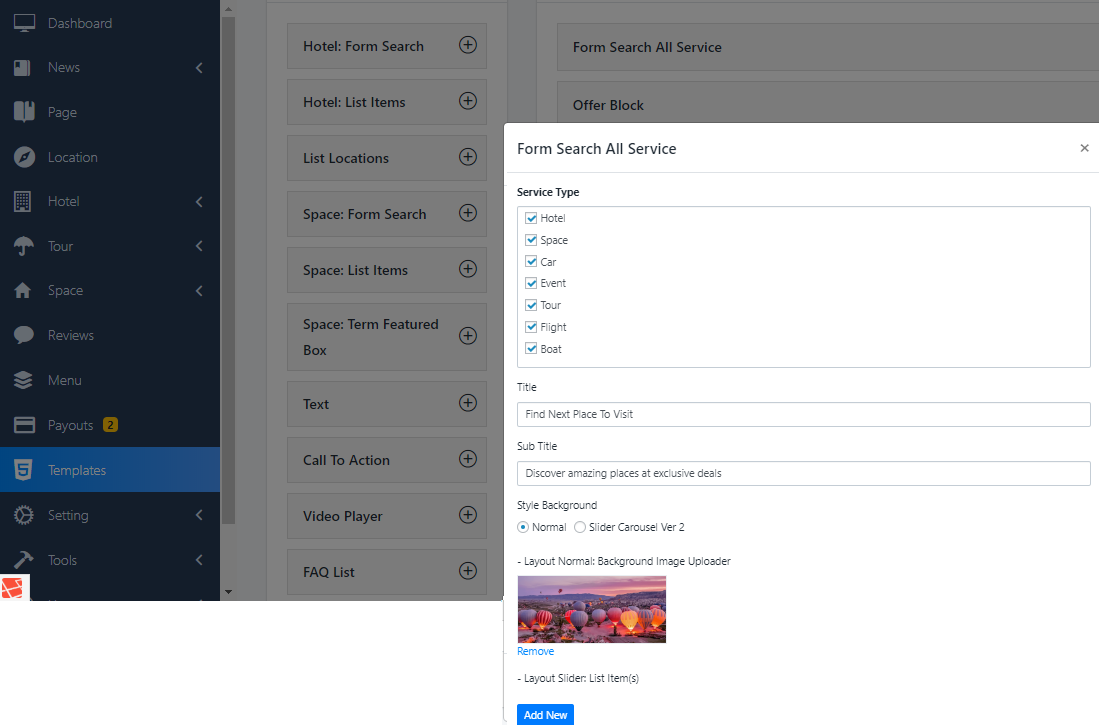 Dashboard
News
Page
Location
Hotel
Tour
Space
Reviews
Menu
Payouts 2
Templates
Setting
Tools
Hotel: Form Search
Hotel: List Items
List Locations
Space: Form Search
Space: List Items
Space: Term Featured
Box
Text
Call To Action
Video Player
FAQ List
Form Search All Service
Offer Block
Form Search All Service
Service Type
Hotel
Space
Car
Event
Tour
Flight
Boat
Title
Find Next Place To Visit
Sub Title
Discover amazing places at exclusive deals
Style Background
Normal Slider Carousel Ver 2
- Layout Normal: Background Image Uploader
Remove
- Layout Slider: List Item(s)
Add New